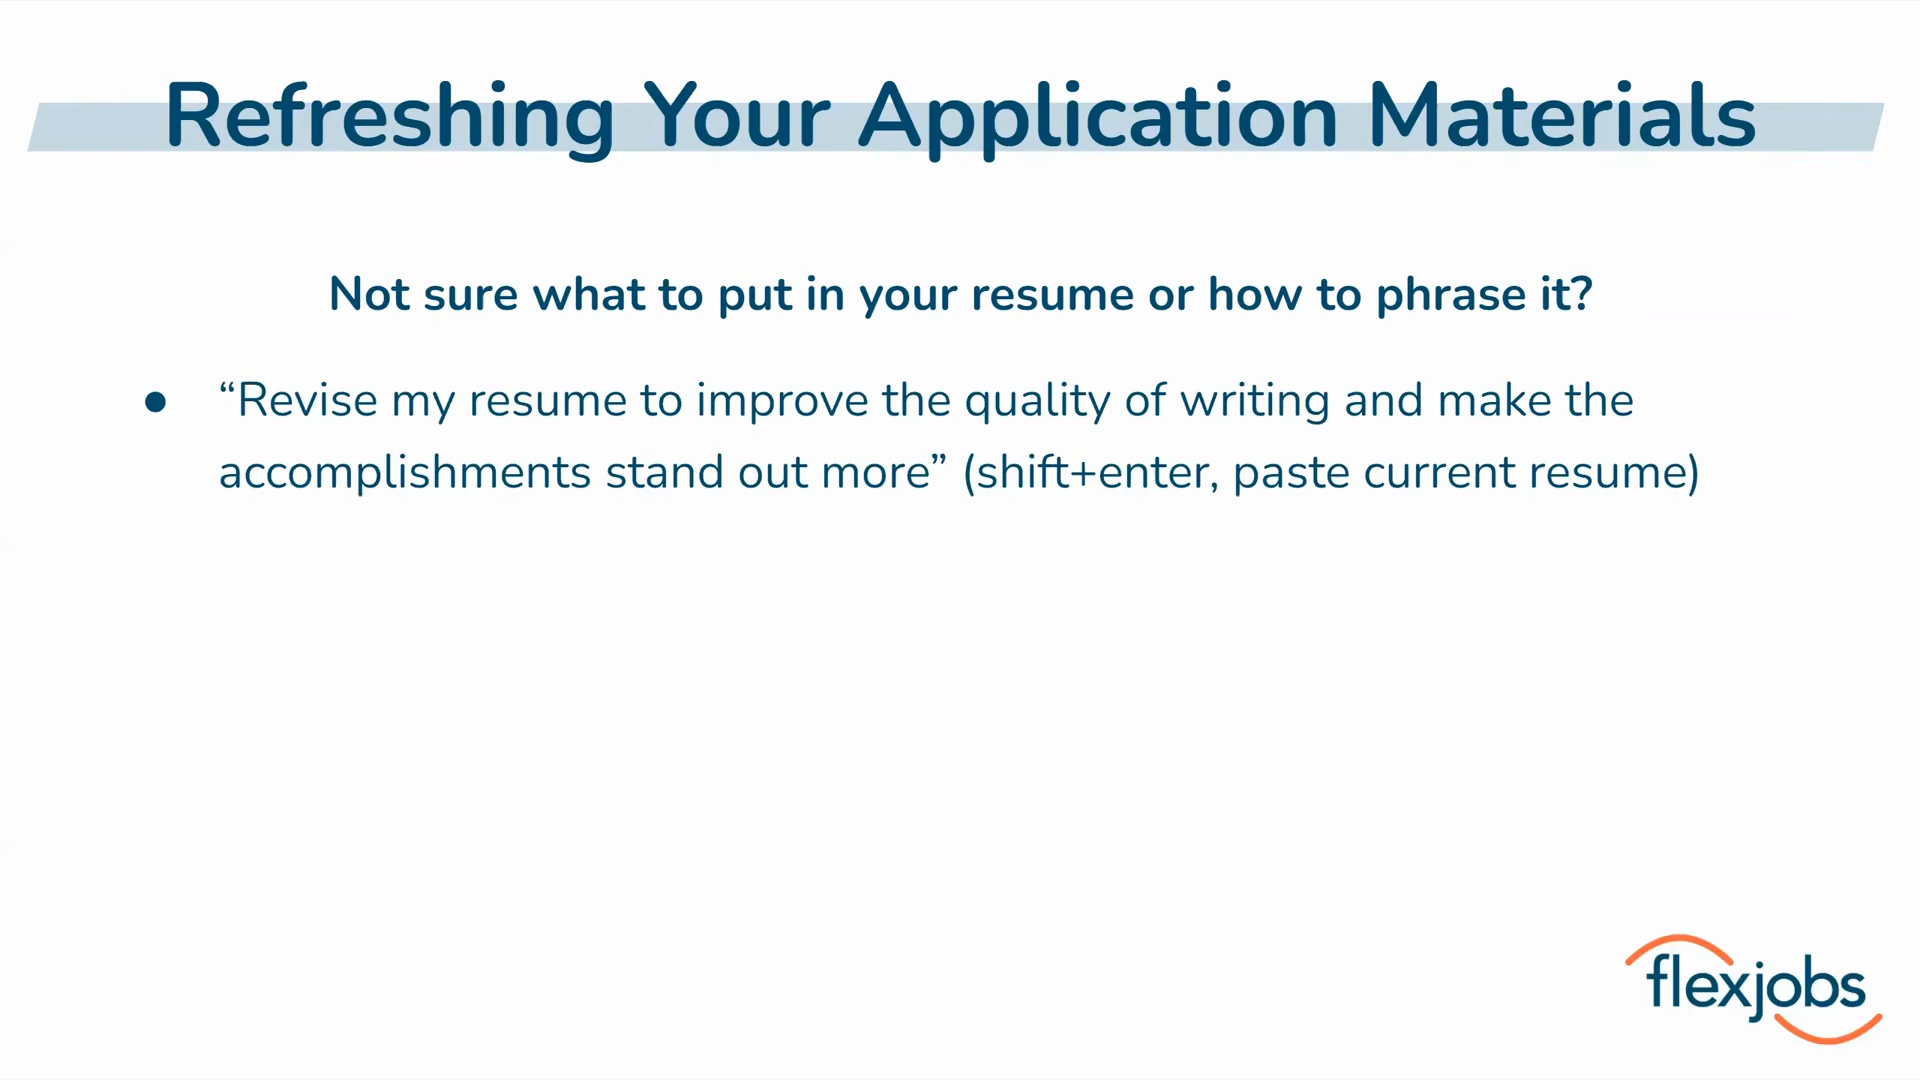 Refreshing Your Application Materials
Not sure what to put in your resume or how to phrase it?
● “Revise my resume to improve the quality of writing and make the
accomplishments stand out more” (shift+enter, paste current resume)
flexjobs